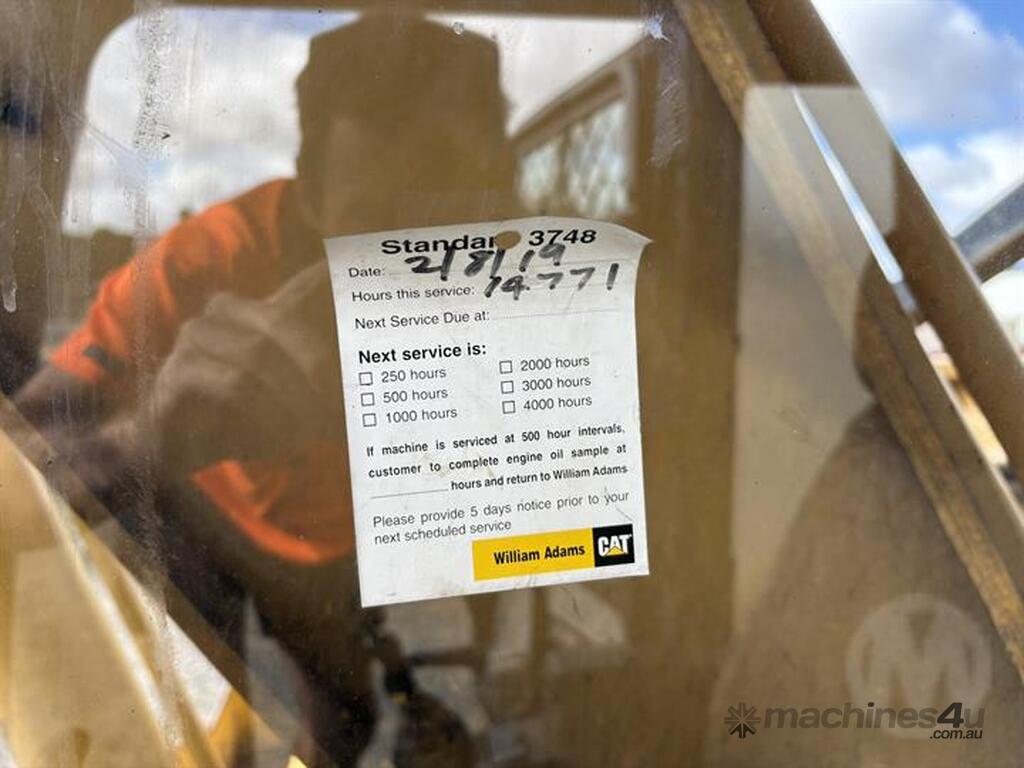 Standar 3748
Date: 21/8/19
Hours this service: 14.771
Next Service Due at:
Next service is:
☐ 250 hours ☐ 2000 hours
☐ 500 hours ☐ 3000 hours
☐ 1000 hours ☐ 4000 hours
If machine is serviced at 500 hour intervals,
customer to complete engine oil sample at
hours and return to William Adams
Please provide 5 days notice prior to your
next scheduled service
William Adams CAT
M
machines4u
.com.au